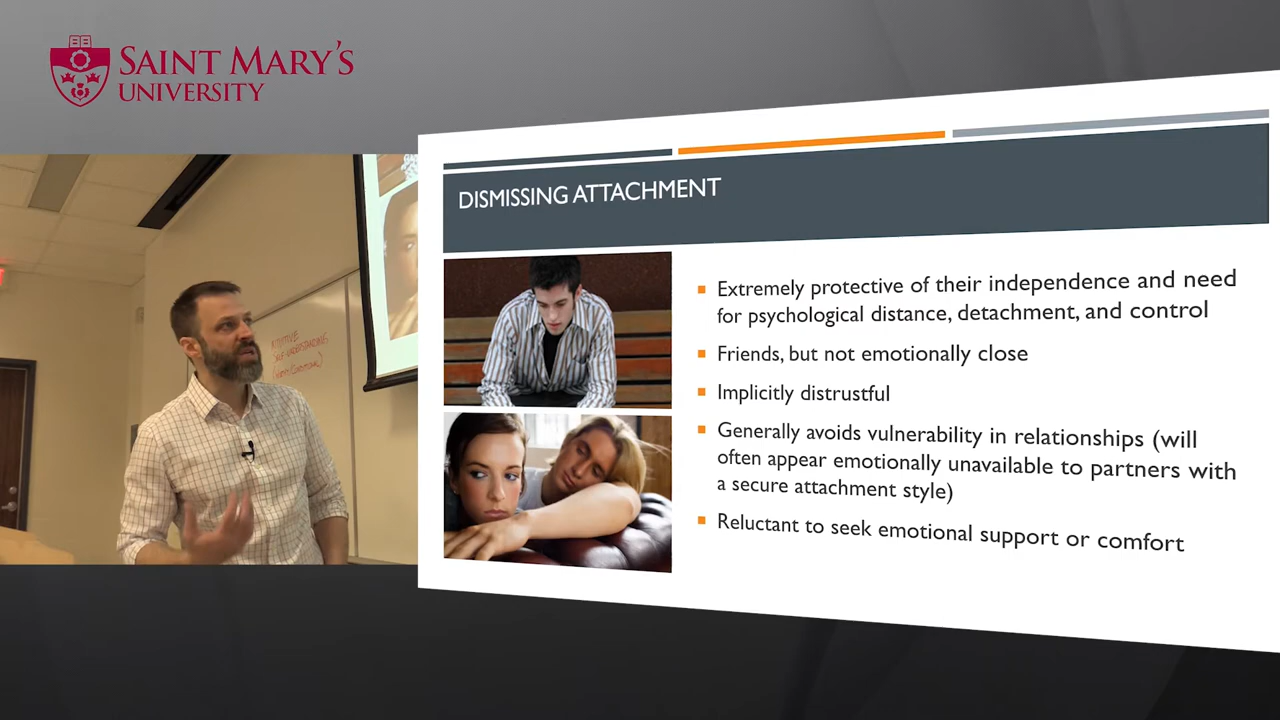 SAINT MARY'S
UNIVERSITY
DISMISSING ATTACHMENT
Extremely protective of their independence and need
for psychological distance, detachment, and control
Friends, but not emotionally close
Implicitly distrustful
Generally avoids vulnerability in relationships (will
often appear emotionally unavailable to partners with
a secure attachment style)
Reluctant to seek emotional support or comfort
SELF-UNDERSTANDING